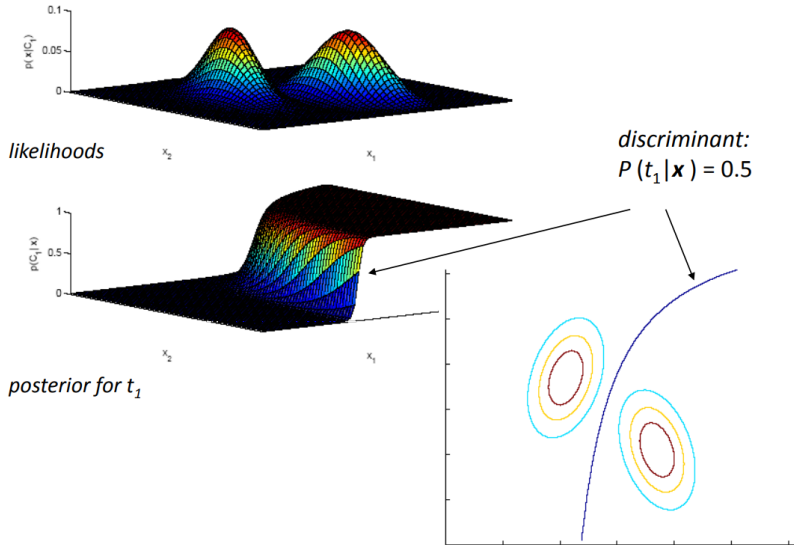 0.1
0.05
0
p( x|C₁)
x₂
x₁
likelihoods
discriminant:
P (t₁|x ) = 0.5
1
0.5
0
p(C₁| x)
x₂
x₁
posterior for t₁